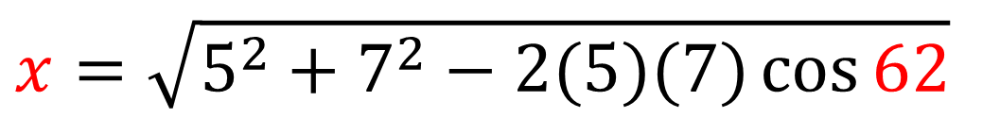 x = √(5² + 7² − 2(5)(7) cos 62)